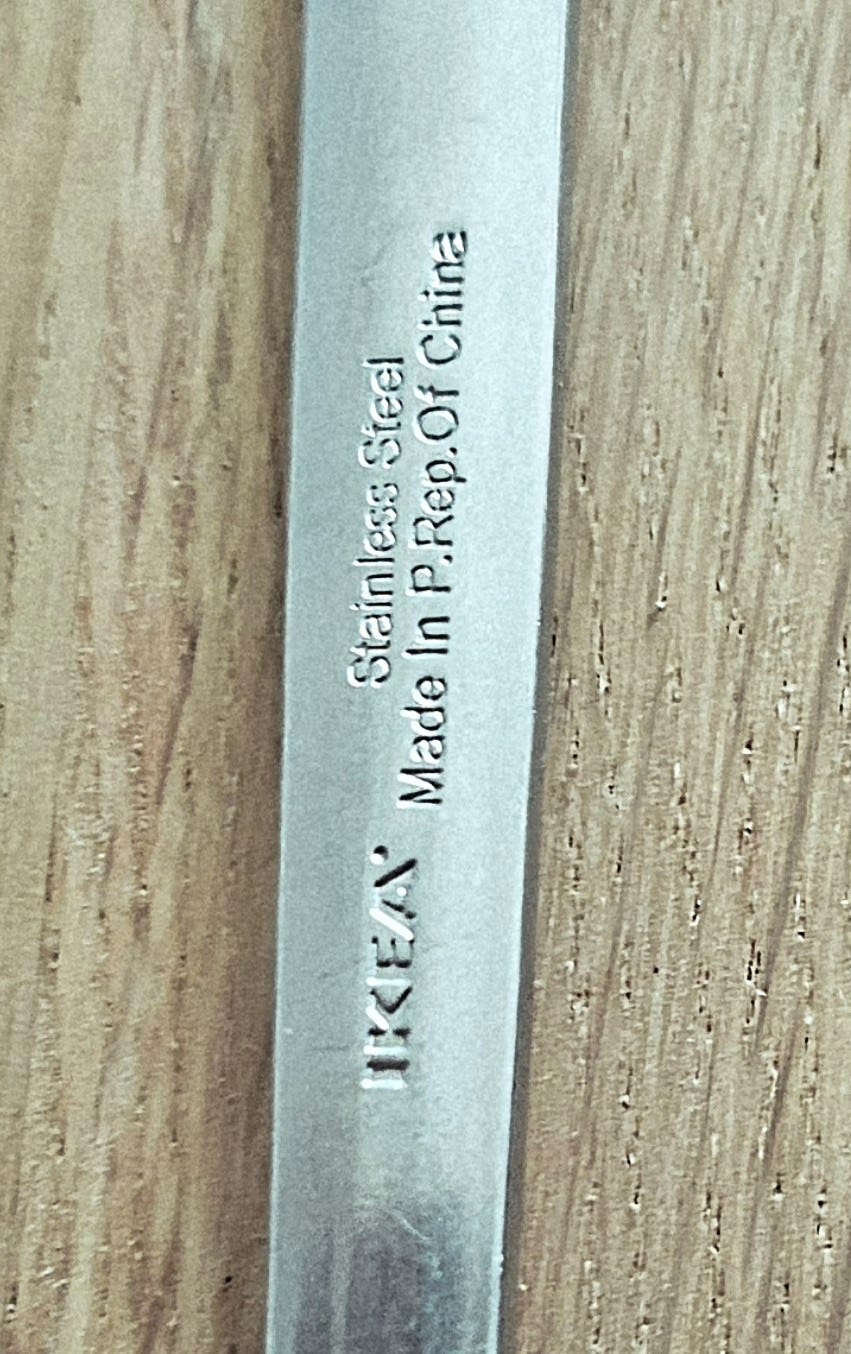 Stainless Steel
Made In P.Rep.Of China
IKEA